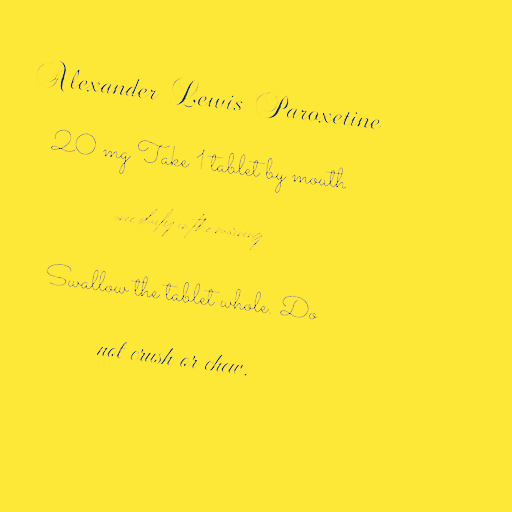 Alexander Lewis Paroxetine
20 mg Take 1 tablet by mouth
Swallow the tablet whole. Do
not crush or chew.